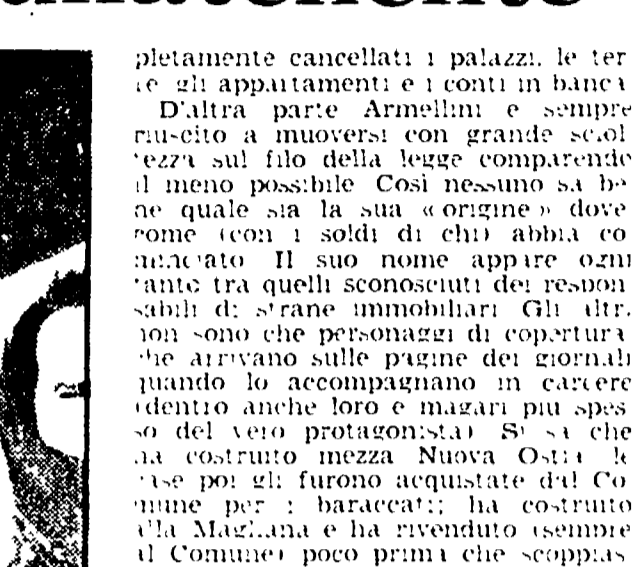 pletamente cancellati i palazzi, le ter
re gli appartamenti e i conti in banca
D'altra parte Armellini e sempre
riuscito a muoversi con grande sciol
tezza sul filo della legge comparendo
il meno possibile Così nessuno sa be
ne quale sia la sua « origine » dove
come (con i soldi di chi) abbia co
minciato Il suo nome appare ogni
tanto tra quelli sconosciuti dei respon
sabili di strane immobiliari Gli altri
non sono che personaggi di copertura
che arrivano sulle pagine dei giornali
quando lo accompagnano in carcere
(dentro anche loro e magari più spes
so del vero protagonista) Si sa che
ha costruito mezza Nuova Ostia le
case poi gli furono acquistate dal Co
mune per i baraccati; ha costruito
alla Magliana e ha rivenduto (sempre
al Comune) poco prima che scoppias